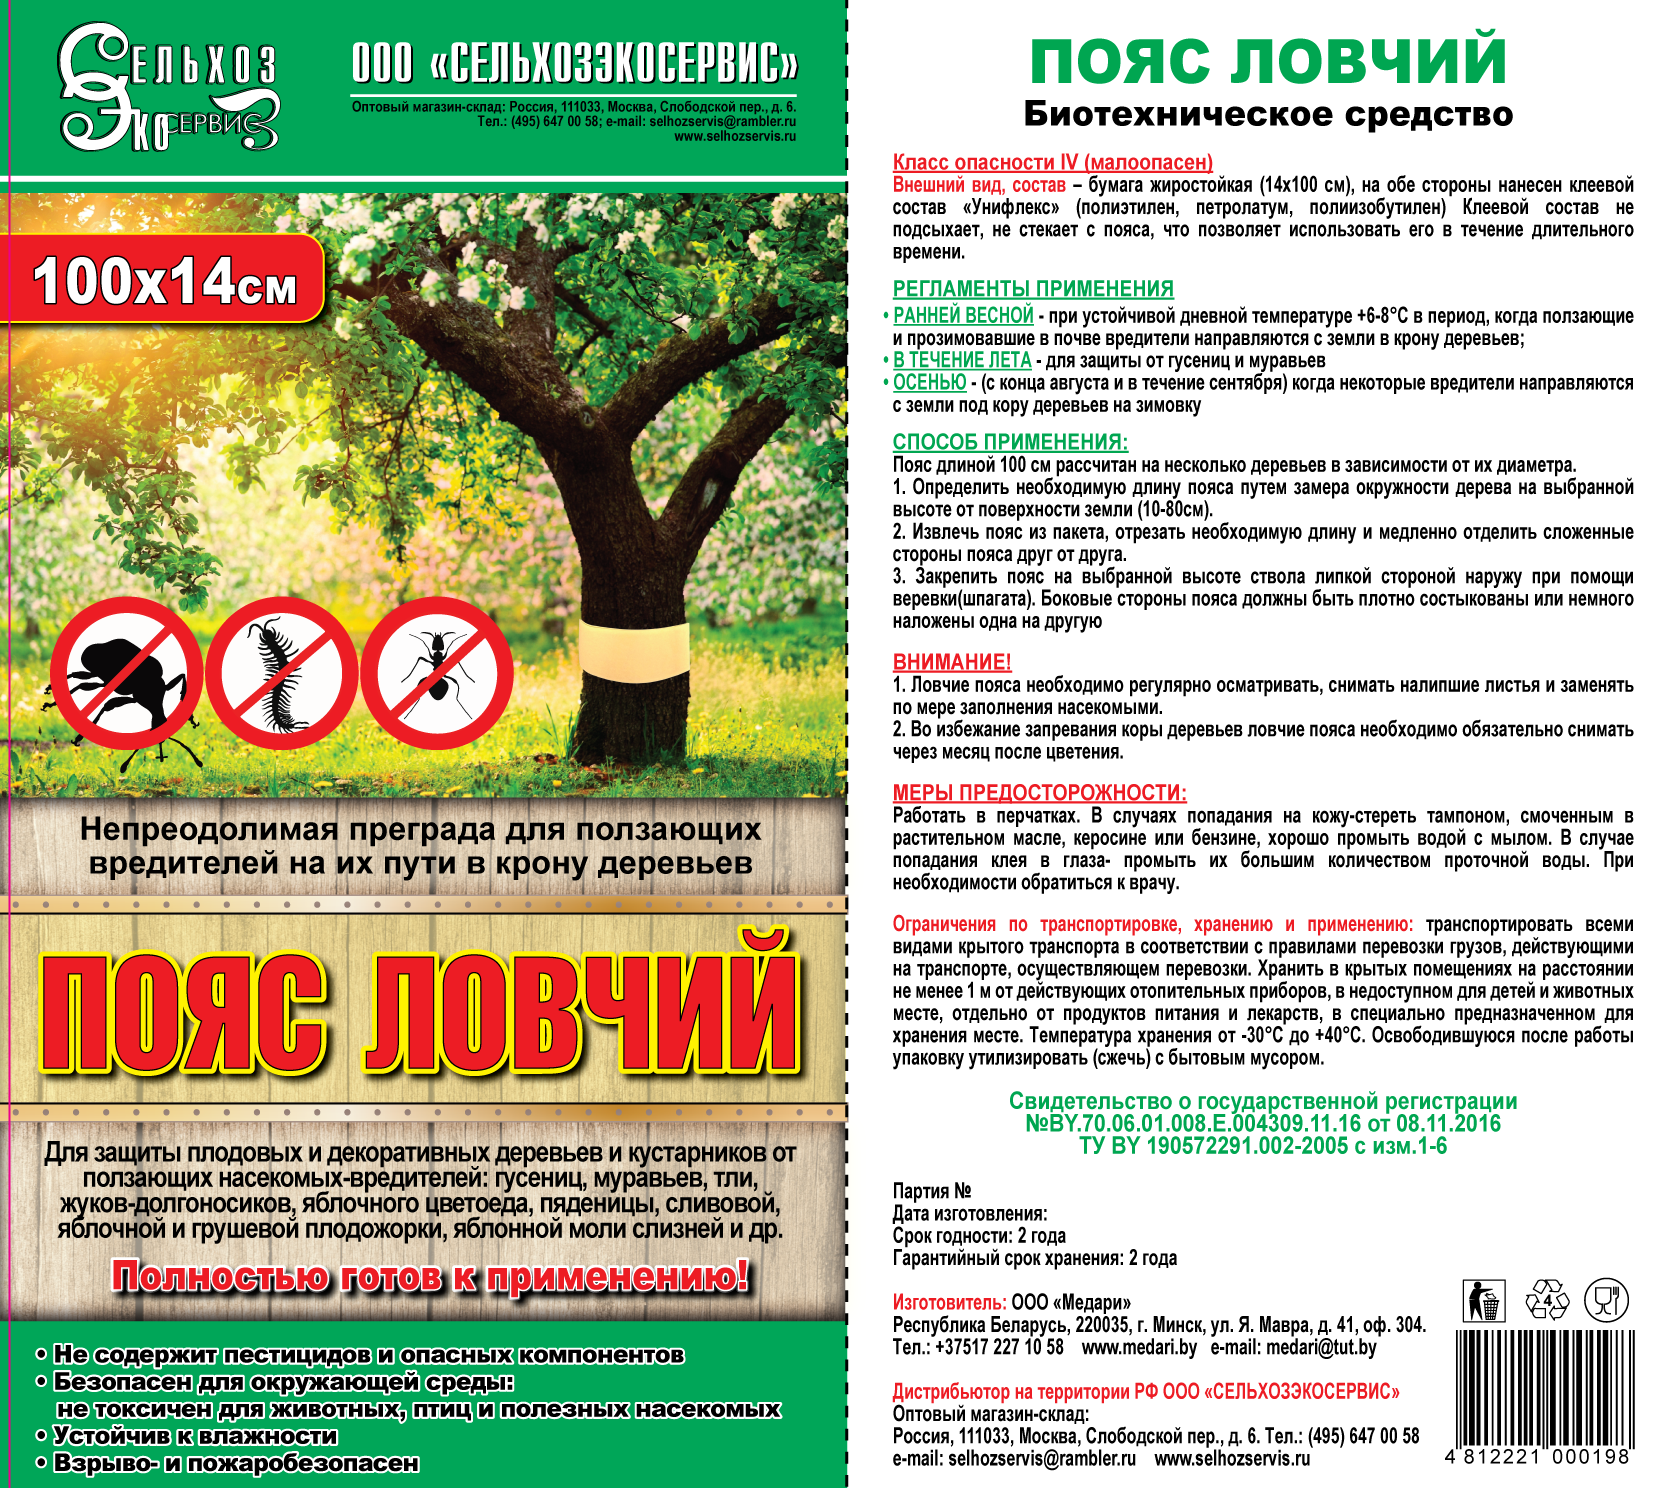 СЕЛЬХОЗ
ЭКОСЕРВИС
ООО «СЕЛЬХОЗЭКОСЕРВИС»
Оптовый магазин-склад: Россия, 111033, Москва, Слободской пер., д. 6.
Тел.: (495) 647 00 58; e-mail: selhozservis@rambler.ru
www.selhozservis.ru
100x14см
Непреодолимая преграда для ползающих
вредителей на их пути в крону деревьев
ПОЯС ЛОВЧИЙ
Для защиты плодовых и декоративных деревьев и кустарников от
ползающих насекомых-вредителей: гусениц, муравьев, тли,
жуков-долгоносиков, яблочного цветоеда, пяденицы, сливовой,
яблочной и грушевой плодожорки, яблонной моли слизней и др.
Полностью готов к применению!
• Не содержит пестицидов и опасных компонентов
• Безопасен для окружающей среды:
не токсичен для животных, птиц и полезных насекомых
• Устойчив к влажности
• Взрыво- и пожаробезопасен
ПОЯС ЛОВЧИЙ
Биотехническое средство
Класс опасности IV (малоопасен)
Внешний вид, состав – бумага жиростойкая (14x100 см), на обе стороны нанесен клеевой
состав «Унифлекс» (полиэтилен, петролатум, полиизобутилен) Клеевой состав не
подсыхает, не стекает с пояса, что позволяет использовать его в течение длительного
времени.
РЕГЛАМЕНТЫ ПРИМЕНЕНИЯ
• РАННЕЙ ВЕСНОЙ - при устойчивой дневной температуре +6-8°С в период, когда ползающие
и прозимовавшие в почве вредители направляются с земли в крону деревьев;
• В ТЕЧЕНИЕ ЛЕТА - для защиты от гусениц и муравьев
• ОСЕНЬЮ - (с конца августа и в течение сентября) когда некоторые вредители направляются
с земли под кору деревьев на зимовку
СПОСОБ ПРИМЕНЕНИЯ:
Пояс длиной 100 см рассчитан на несколько деревьев в зависимости от их диаметра.
1. Определить необходимую длину пояса путем замера окружности дерева на выбранной
высоте от поверхности земли (10-80см).
2. Извлечь пояс из пакета, отрезать необходимую длину и медленно отделить сложенные
стороны пояса друг от друга.
3. Закрепить пояс на выбранной высоте ствола липкой стороной наружу при помощи
веревки(шпагата). Боковые стороны пояса должны быть плотно состыкованы или немного
наложены одна на другую
ВНИМАНИЕ!
1. Ловчие пояса необходимо регулярно осматривать, снимать налипшие листья и заменять
по мере заполнения насекомыми.
2. Во избежание запревания коры деревьев ловчие пояса необходимо обязательно снимать
через месяц после цветения.
МЕРЫ ПРЕДОСТОРОЖНОСТИ:
Работать в перчатках. В случаях попадания на кожу-стереть тампоном, смоченным в
растительном масле, керосине или бензине, хорошо промыть водой с мылом. В случае
попадания клея в глаза- промыть их большим количеством проточной воды. При
необходимости обратиться к врачу.
Ограничения по транспортировке, хранению и применению: транспортировать всеми
видами крытого транспорта в соответствии с правилами перевозки грузов, действующими
на транспорте, осуществляющем перевозки. Хранить в крытых помещениях на расстоянии
не менее 1 м от действующих отопительных приборов, в недоступном для детей и животных
месте, отдельно от продуктов питания и лекарств, в специально предназначенном для
хранения месте. Температура хранения от -30°С до +40°С. Освободившуюся после работы
упаковку утилизировать (сжечь) с бытовым мусором.
Свидетельство о государственной регистрации
№BY.70.06.01.008.Е.004309.11.16 от 08.11.2016
ТУ BY 190572291.002-2005 с изм.1-6
Партия №
Дата изготовления:
Срок годности: 2 года
Гарантийный срок хранения: 2 года
Изготовитель: ООО «Медари»
Республика Беларусь, 220035, г. Минск, ул. Я. Мавра, д. 41, оф. 304.
Тел.: +37517 227 10 58 www.medari.by e-mail: medari@tut.by
Дистрибьютор на территории РФ ООО «СЕЛЬХОЗЭКОСЕРВИС»
Оптовый магазин-склад:
Россия, 111033, Москва, Слободской пер., д. 6. Тел.: (495) 647 00 58
e-mail: selhozservis@rambler.ru www.selhozservis.ru
4
4 812221 000198